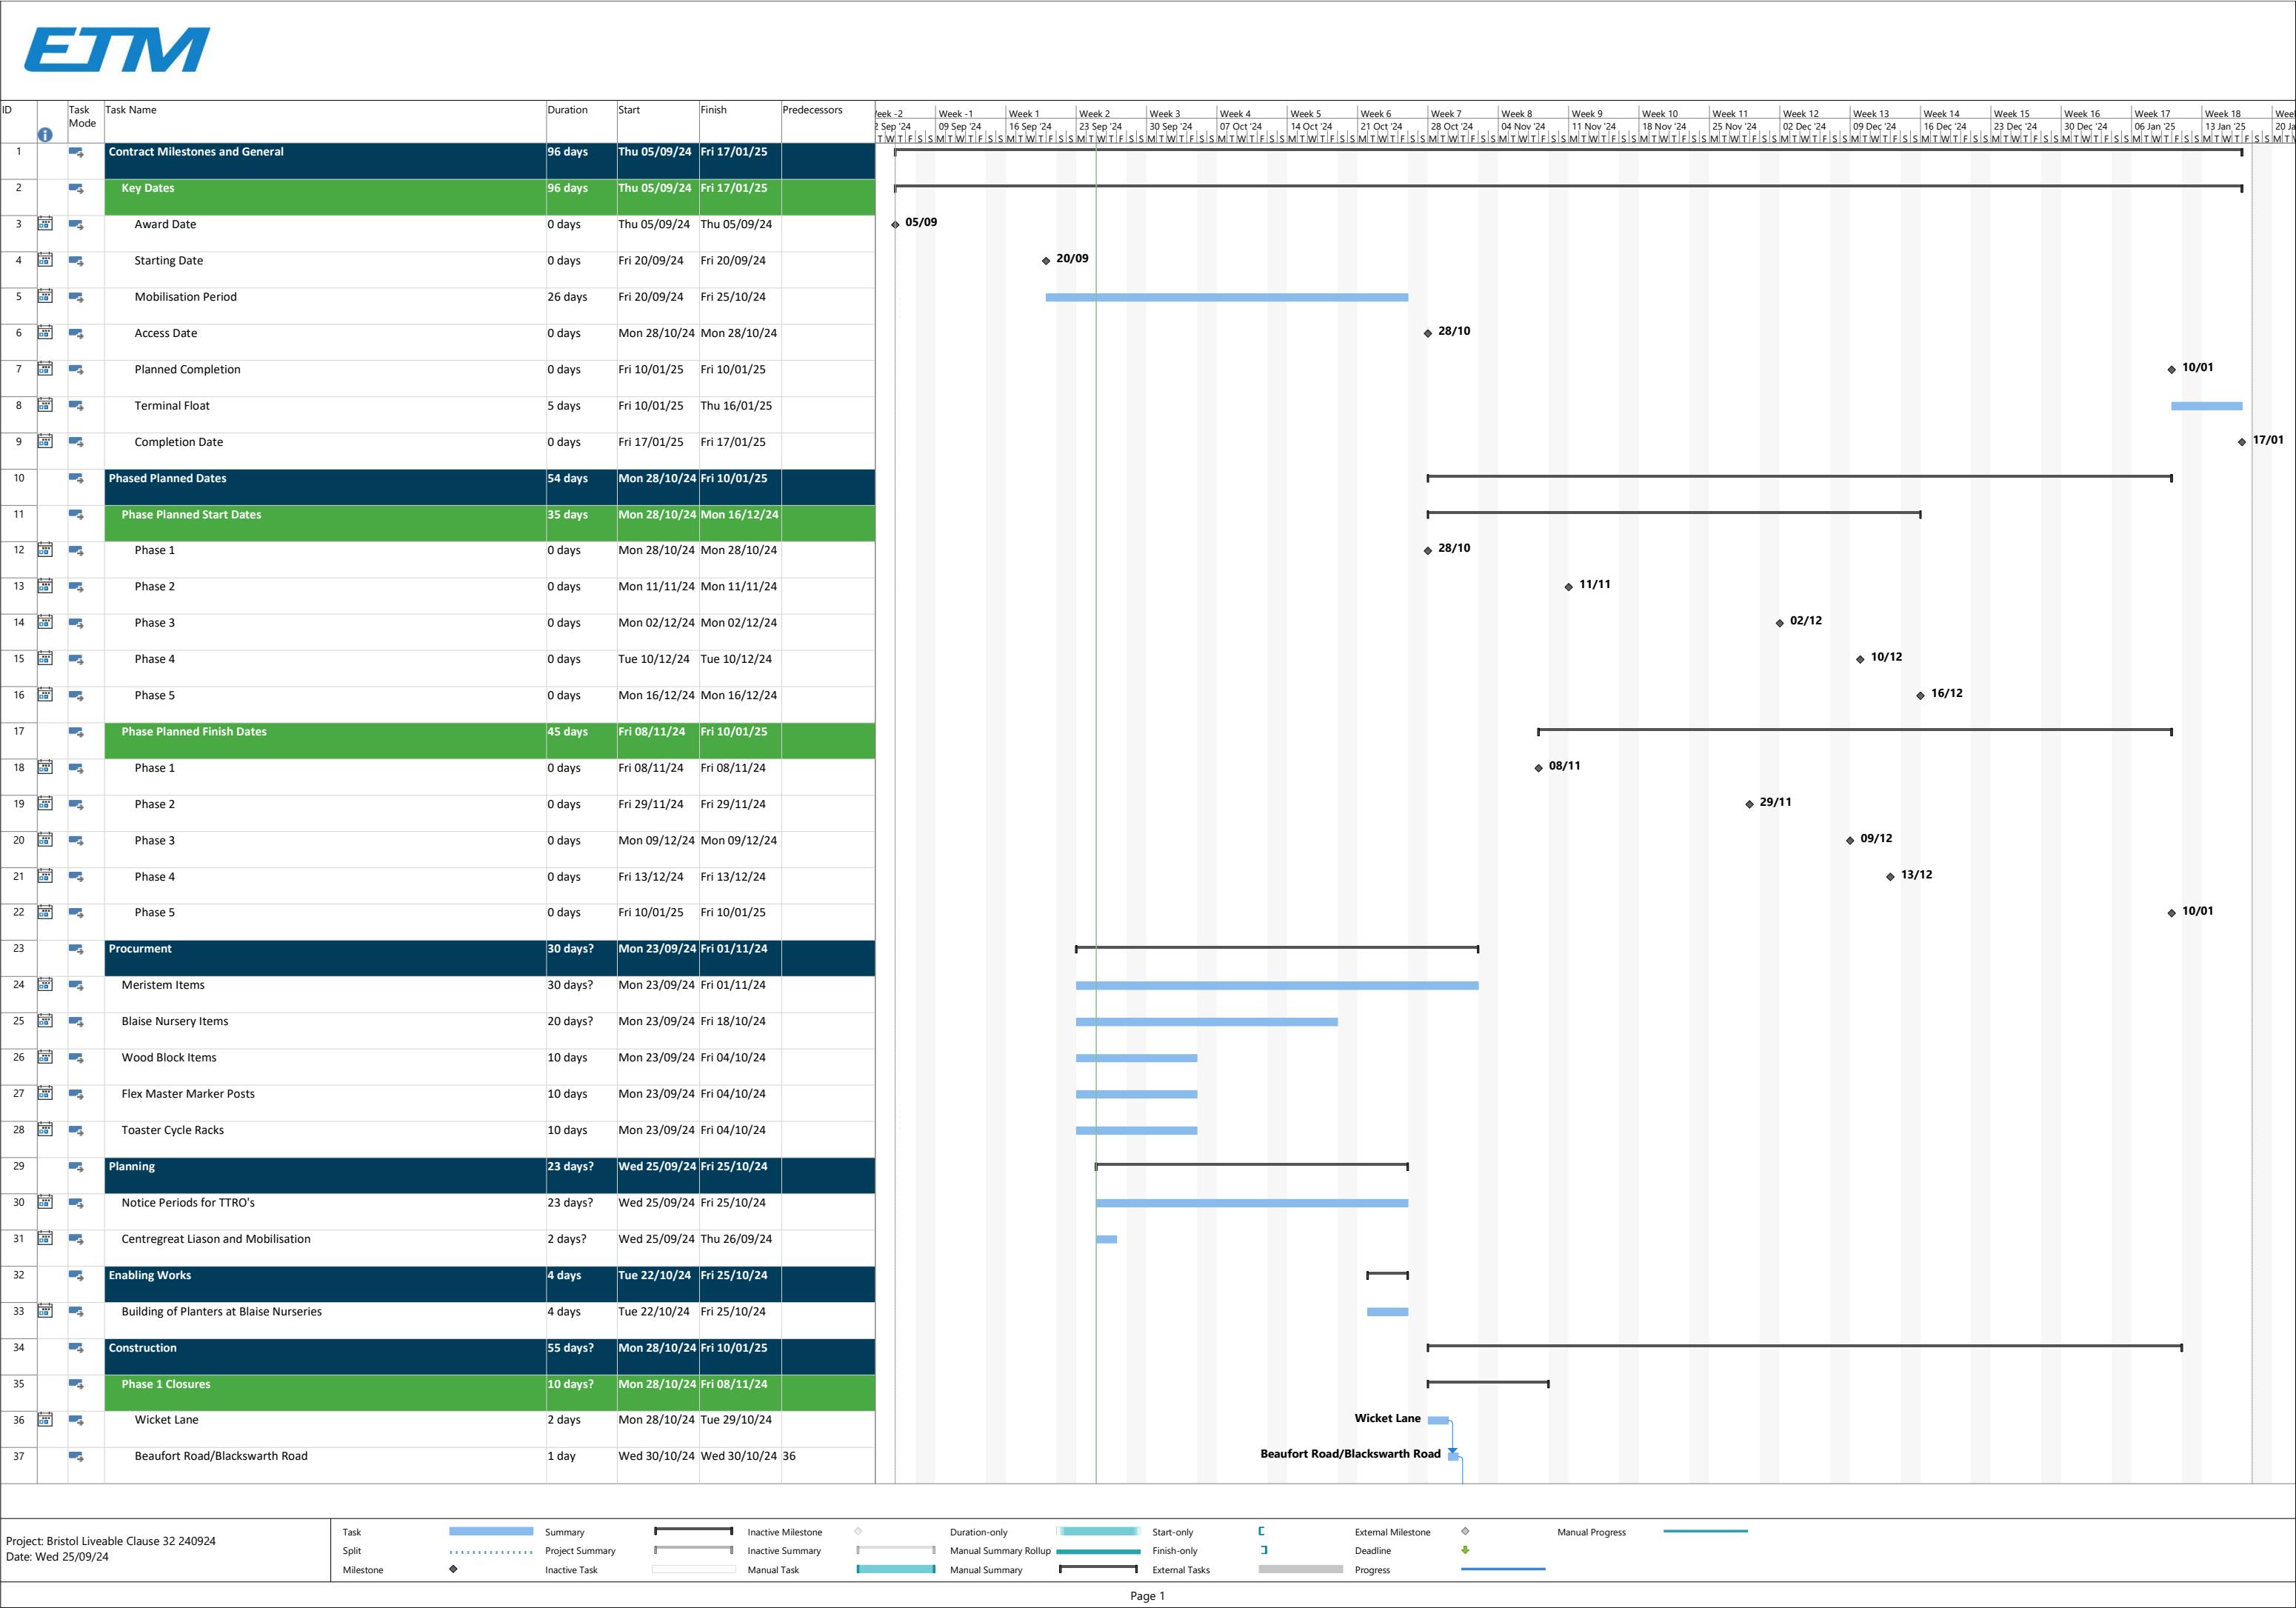 ETM
ID Task Mode Task Name Duration Start Finish Predecessors
Week -1 Week 1 Week 2 Week 3 Week 4 Week 5 Week 6 Week 7 Week 8 Week 9 Week 10 Week 11 Week 12 Week 13 Week 14 Week 15 Week 16 Week 17 Week 18
2 Sep '24 09 Sep '24 16 Sep '24 23 Sep '24 30 Sep '24 07 Oct '24 14 Oct '24 21 Oct '24 28 Oct '24 04 Nov '24 11 Nov '24 18 Nov '24 25 Nov '24 02 Dec '24 09 Dec '24 16 Dec '24 23 Dec '24 30 Dec '24 06 Jan '25 13 Jan '25
1 Contract Milestones and General 96 days Thu 05/09/24 Fri 17/01/25
2 Key Dates 96 days Thu 05/09/24 Fri 17/01/25
3 Award Date 0 days Thu 05/09/24 Thu 05/09/24 05/09
4 Starting Date 0 days Fri 20/09/24 Fri 20/09/24 20/09
5 Mobilisation Period 26 days Fri 20/09/24 Fri 25/10/24
6 Access Date 0 days Mon 28/10/24 Mon 28/10/24 28/10
7 Planned Completion 0 days Fri 10/01/25 Fri 10/01/25 10/01
8 Terminal Float 5 days Fri 10/01/25 Thu 16/01/25
9 Completion Date 0 days Fri 17/01/25 Fri 17/01/25 17/01
10 Phased Planned Dates 54 days Mon 28/10/24 Fri 10/01/25
11 Phase Planned Start Dates 35 days Mon 28/10/24 Mon 16/12/24
12 Phase 1 0 days Mon 28/10/24 Mon 28/10/24 28/10
13 Phase 2 0 days Mon 11/11/24 Mon 11/11/24 11/11
14 Phase 3 0 days Mon 02/12/24 Mon 02/12/24 02/12
15 Phase 4 0 days Tue 10/12/24 Tue 10/12/24 10/12
16 Phase 5 0 days Mon 16/12/24 Mon 16/12/24 16/12
17 Phase Planned Finish Dates 45 days Fri 08/11/24 Fri 10/01/25
18 Phase 1 0 days Fri 08/11/24 Fri 08/11/24 08/11
19 Phase 2 0 days Fri 29/11/24 Fri 29/11/24 29/11
20 Phase 3 0 days Mon 09/12/24 Mon 09/12/24 09/12
21 Phase 4 0 days Fri 13/12/24 Fri 13/12/24 13/12
22 Phase 5 0 days Fri 10/01/25 Fri 10/01/25 10/01
23 Procurment 30 days? Mon 23/09/24 Fri 01/11/24
24 Meristem Items 30 days? Mon 23/09/24 Fri 01/11/24
25 Blaise Nursery Items 20 days? Mon 23/09/24 Fri 18/10/24
26 Wood Block Items 10 days Mon 23/09/24 Fri 04/10/24
27 Flex Master Marker Posts 10 days Mon 23/09/24 Fri 04/10/24
28 Toaster Cycle Racks 10 days Mon 23/09/24 Fri 04/10/24
29 Planning 23 days? Wed 25/09/24 Fri 25/10/24
30 Notice Periods for TTRO's 23 days? Wed 25/09/24 Fri 25/10/24
31 Centregreat Liason and Mobilisation 2 days? Wed 25/09/24 Thu 26/09/24
32 Enabling Works 4 days Tue 22/10/24 Fri 25/10/24
33 Building of Planters at Blaise Nurseries 4 days Tue 22/10/24 Fri 25/10/24
34 Construction 55 days? Mon 28/10/24 Fri 10/01/25
35 Phase 1 Closures 10 days? Mon 28/10/24 Fri 08/11/24
36 Wicket Lane 2 days Mon 28/10/24 Tue 29/10/24 Wicket Lane
37 Beaufort Road/Blackswarth Road 1 day Wed 30/10/24 Wed 30/10/24 36 Beaufort Road/Blackswarth Road
Project: Bristol Liveable Clause 32 240924
Date: Wed 25/09/24
Task Summary Inactive Milestone Duration-only Start-only External Milestone Manual Progress
Split Project Summary Inactive Summary Manual Summary Rollup Finish-only Deadline
Milestone Inactive Task Manual Task Manual Summary External Tasks Progress
Page 1